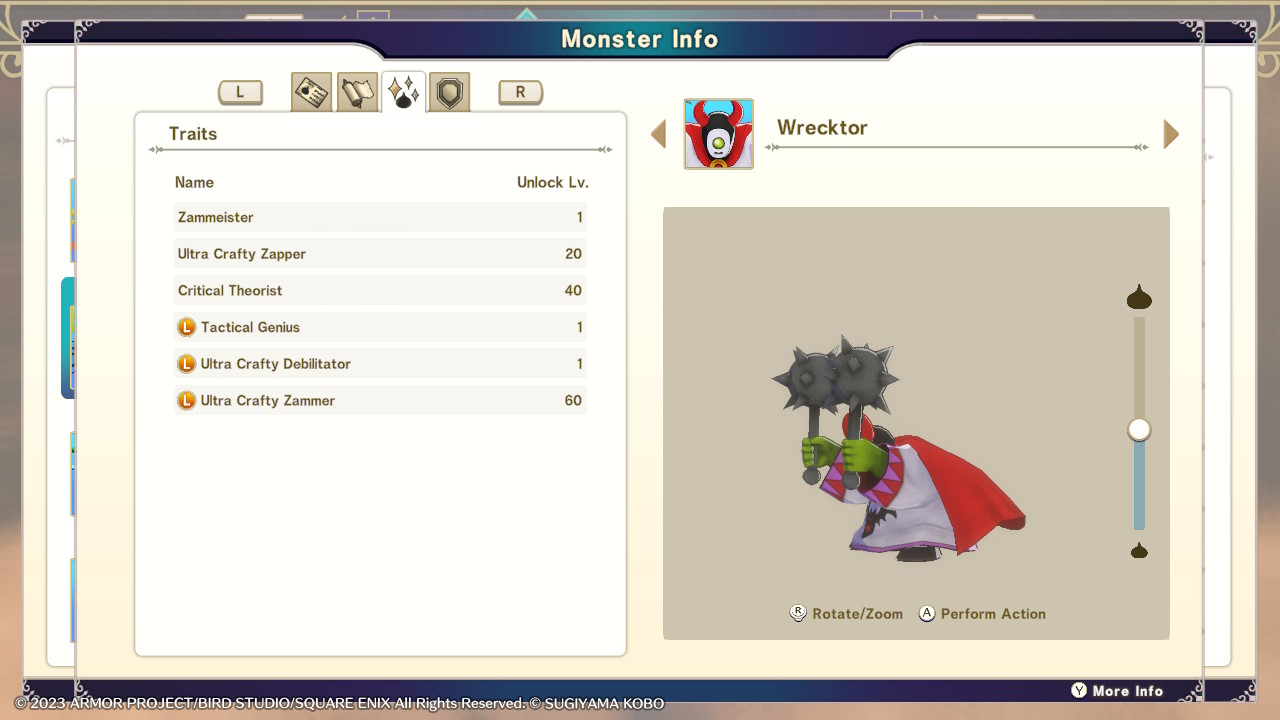 Monster Info
L
R
Traits
Name Unlock Lv.
Zammeister 1
Ultra Crafty Zapper 20
Critical Theorist 40
L Tactical Genius 1
L Ultra Crafty Debilitator 1
L Ultra Crafty Zammer 60
Wrecktor
R Rotate/Zoom A Perform Action
Y More Info
© 2023 ARMOR PROJECT/BIRD STUDIO/SQUARE ENIX All Rights Reserved. © SUGIYAMA KOBO